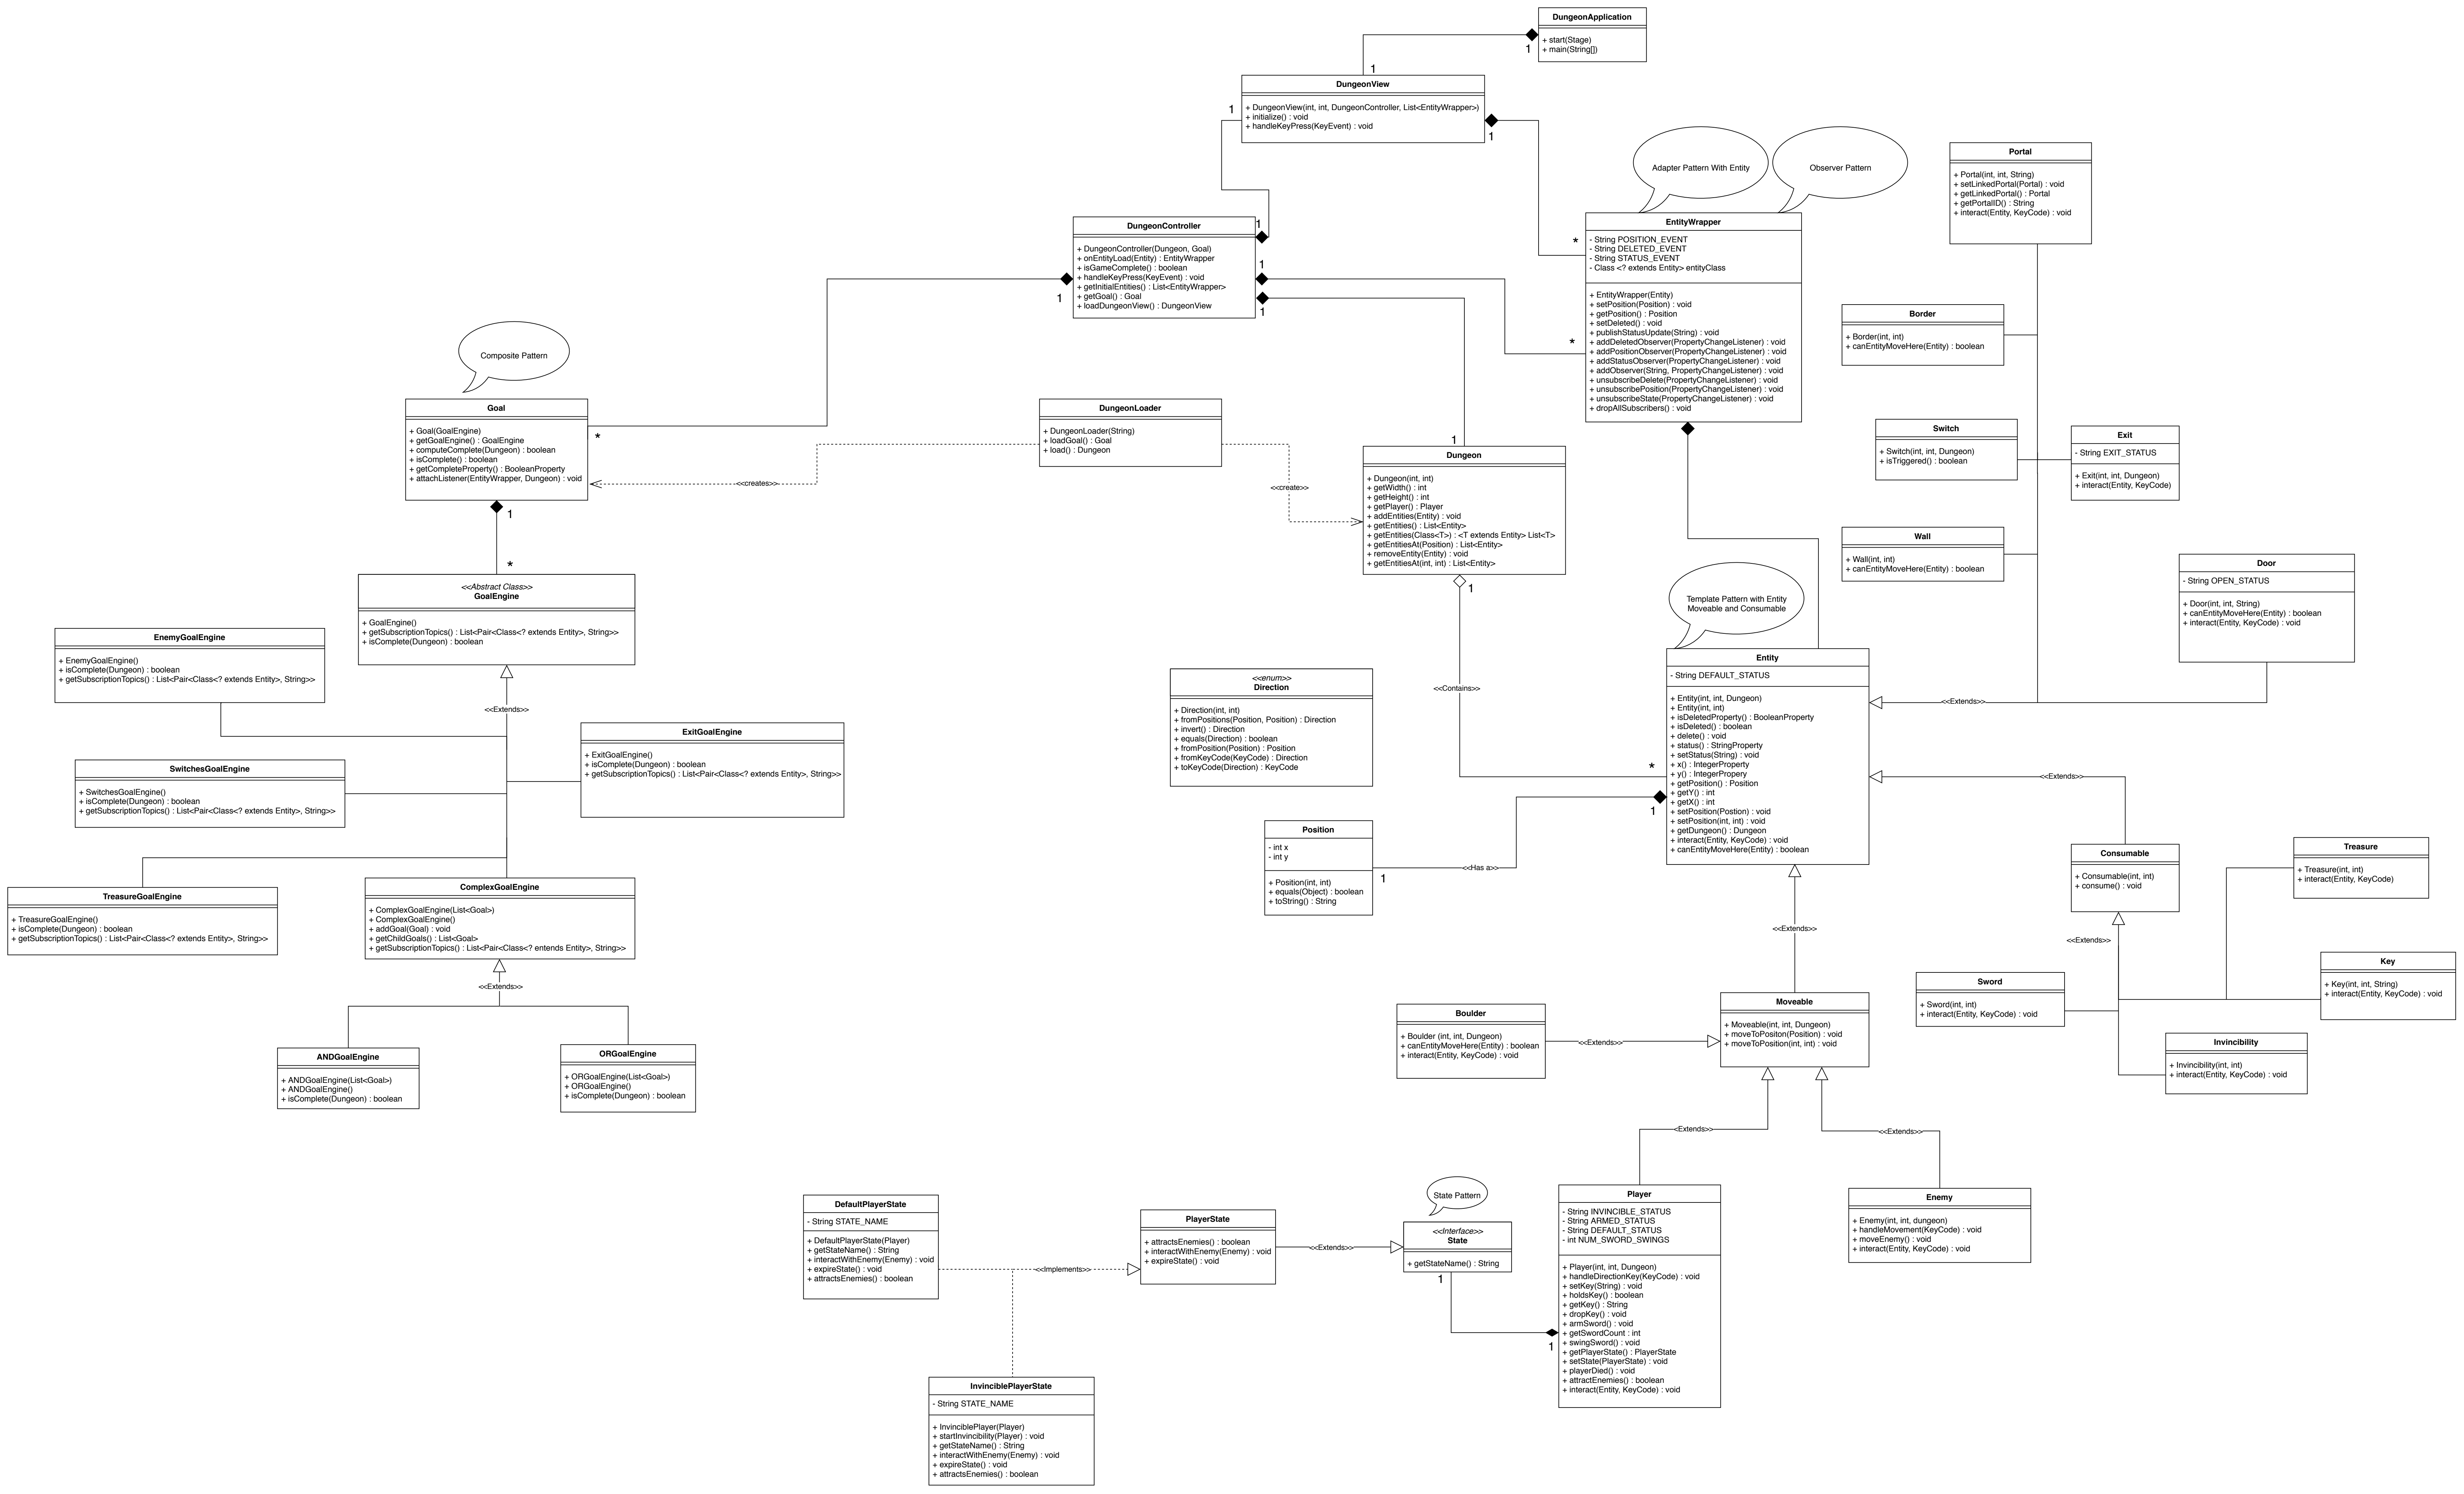 DungeonApplication
+ start(Stage)
+ main(String[])
1
1
DungeonView
+ DungeonView(int, int, DungeonController, List<EntityWrapper>)
+ initialize() : void
+ handleKeyPress(KeyEvent) : void
1
1
Adapter Pattern With Entity
Observer Pattern
Portal
+ Portal(int, int, String)
+ setLinkedPortal(Portal) : void
+ getLinkedPortal() : Portal
+ getPortalID() : String
+ interact(Entity, KeyCode) : void
DungeonController
+ DungeonController(Dungeon, Goal)
+ onEntityLoad(Entity) : EntityWrapper
+ isGameComplete() : boolean
+ handleKeyPress(KeyEvent) : void
+ getInitialEntities() : List<EntityWrapper>
+ getGoal() : Goal
+ loadDungeonView() : DungeonView
1
1
1
1
*
*
EntityWrapper
- String POSITION_EVENT
- String DELETED_EVENT
- String STATUS_EVENT
- Class <? extends Entity> entityClass
+ EntityWrapper(Entity)
+ setPosition(Position) : void
+ getPosition() : Position
+ setDeleted() : void
+ publishStatusUpdate(String) : void
+ addDeletedObserver(PropertyChangeListener) : void
+ addPositionObserver(PropertyChangeListener) : void
+ addStatusObserver(PropertyChangeListener) : void
+ addObserver(String, PropertyChangeListener) : void
+ unsubscribeDelete(PropertyChangeListener) : void
+ unsubscribePosition(PropertyChangeListener) : void
+ unsubscribeState(PropertyChangeListener) : void
+ dropAllSubscribers() : void
Border
+ Border(int, int)
+ canEntityMoveHere(Entity) : boolean
Composite Pattern
Goal
+ Goal(GoalEngine)
+ getGoalEngine() : GoalEngine
+ computeComplete(Dungeon) : boolean
+ isComplete() : boolean
+ getCompleteProperty() : BooleanProperty
+ attachListener(EntityWrapper, Dungeon) : void
*
1
*
DungeonLoader
+ DungeonLoader(String)
+ loadGoal() : Goal
+ load() : Dungeon
<<creates>>
<<create>>
1
Dungeon
+ Dungeon(int, int)
+ getWidth() : int
+ getHeight() : int
+ getPlayer() : Player
+ addEntities(Entity) : void
+ getEntities() : List<Entity>
+ getEntities(Class<T>) : <T extends Entity> List<T>
+ getEntitiesAt(Position) : List<Entity>
+ removeEntity(Entity) : void
+ getEntitiesAt(int, int) : List<Entity>
1
Switch
+ Switch(int, int, Dungeon)
+ isTriggered() : boolean
Exit
- String EXIT_STATUS
+ Exit(int, int, Dungeon)
+ interact(Entity, KeyCode)
Wall
+ Wall(int, int)
+ canEntityMoveHere(Entity) : boolean
Door
- String OPEN_STATUS
+ Door(int, int, String)
+ canEntityMoveHere(Entity) : boolean
+ interact(Entity, KeyCode) : void
<<Abstract Class>>
GoalEngine
+ GoalEngine()
+ getSubscriptionTopics() : List<Pair<Class<? extends Entity>, String>>
+ isComplete(Dungeon) : boolean
<<Extends>>
EnemyGoalEngine
+ EnemyGoalEngine()
+ isComplete(Dungeon) : boolean
+ getSubscriptionTopics() : List<Pair<Class<? extends Entity>, String>>
ExitGoalEngine
+ ExitGoalEngine()
+ isComplete(Dungeon) : boolean
+ getSubscriptionTopics() : List<Pair<Class<? extends Entity>, String>>
SwitchesGoalEngine
+ SwitchesGoalEngine()
+ isComplete(Dungeon) : boolean
+ getSubscriptionTopics() : List<Pair<Class<? extends Entity>, String>>
TreasureGoalEngine
+ TreasureGoalEngine()
+ isComplete(Dungeon) : boolean
+ getSubscriptionTopics() : List<Pair<Class<? extends Entity>, String>>
ComplexGoalEngine
+ ComplexGoalEngine(List<Goal>)
+ ComplexGoalEngine()
+ addGoal(Goal) : void
+ getChildGoals() : List<Goal>
+ getSubscriptionTopics() : List<Pair<Class<? entends Entity>, String>>
<<Extends>>
ANDGoalEngine
+ ANDGoalEngine(List<Goal>)
+ ANDGoalEngine()
+ isComplete(Dungeon) : boolean
ORGoalEngine
+ ORGoalEngine(List<Goal>)
+ ORGoalEngine()
+ isComplete(Dungeon) : boolean
<<enum>>
Direction
+ Direction(int, int)
+ fromPositions(Position, Position) : Direction
+ invert() : Direction
+ equals(Direction) : boolean
+ fromPosition(Position) : Position
+ fromKeyCode(KeyCode) : Direction
+ toKeyCode(Direction) : KeyCode
<<Contains>>
*
Template Pattern with Entity
Moveable and Consumable
Entity
- String DEFAULT_STATUS
+ Entity(int, int, Dungeon)
+ Entity(int, int)
+ isDeletedProperty() : BooleanProperty
+ isDeleted() : boolean
+ delete() : void
+ status() : StringProperty
+ setStatus(String) : void
+ x() : IntegerProperty
+ y() : IntegerPropery
+ getPosition() : Position
+ getY() : int
+ getX() : int
+ setPosition(Postion) : void
+ setPosition(int, int) : void
+ getDungeon() : Dungeon
+ interact(Entity, KeyCode) : void
+ canEntityMoveHere(Entity) : boolean
<<Extends>>
<<Extends>>
1
Position
- int x
- int y
+ Position(int, int)
+ equals(Object) : boolean
+ toString() : String
<<Has a>>
1
<<Extends>>
Consumable
+ Consumable(int, int)
+ consume() : void
<<Extends>>
Treasure
+ Treasure(int, int)
+ interact(Entity, KeyCode)
Key
+ Key(int, int, String)
+ interact(Entity, KeyCode) : void
Sword
+ Sword(int, int)
+ interact(Entity, KeyCode) : void
Invincibility
+ Invincibility(int, int)
+ interact(Entity, KeyCode) : void
Boulder
+ Boulder (int, int, Dungeon)
+ canEntityMoveHere(Entity) : boolean
+ interact(Entity, KeyCode) : void
<<Extends>>
Moveable
+ Moveable(int, int, Dungeon)
+ moveToPositon(Position) : void
+ moveToPosition(int, int) : void
<Extends>>
<<Extends>>
DefaultPlayerState
- String STATE_NAME
+ DefaultPlayerState(Player)
+ getStateName() : String
+ interactWithEnemy(Enemy) : void
+ expireState() : void
+ attractsEnemies() : boolean
<<Implements>>
PlayerState
+ attractsEnemies() : boolean
+ interactWithEnemy(Enemy) : void
+ expireState() : void
<<Extends>>
State Pattern
<<Interface>>
State
+ getStateName() : String
1
1
Player
- String INVINCIBLE_STATUS
- String ARMED_STATUS
- String DEFAULT_STATUS
- int NUM_SWORD_SWINGS
+ Player(int, int, Dungeon)
+ handleDirectionKey(KeyCode) : void
+ setKey(String) : void
+ holdsKey() : boolean
+ getKey() : String
+ dropKey() : void
+ armSword() : void
+ getSwordCount : int
+ swingSword() : void
+ getPlayerState() : PlayerState
+ setState(PlayerState) : void
+ playerDied() : void
+ attractEnemies() : boolean
+ interact(Entity, KeyCode) : void
Enemy
+ Enemy(int, int, dungeon)
+ handleMovement(KeyCode) : void
+ moveEnemy() : void
+ interact(Entity, KeyCode) : void
InvinciblePlayerState
- String STATE_NAME
+ InvinciblePlayer(Player)
+ startInvincibility(Player) : void
+ getStateName() : String
+ interactWithEnemy(Enemy) : void
+ expireState() : void
+ attractsEnemies() : boolean